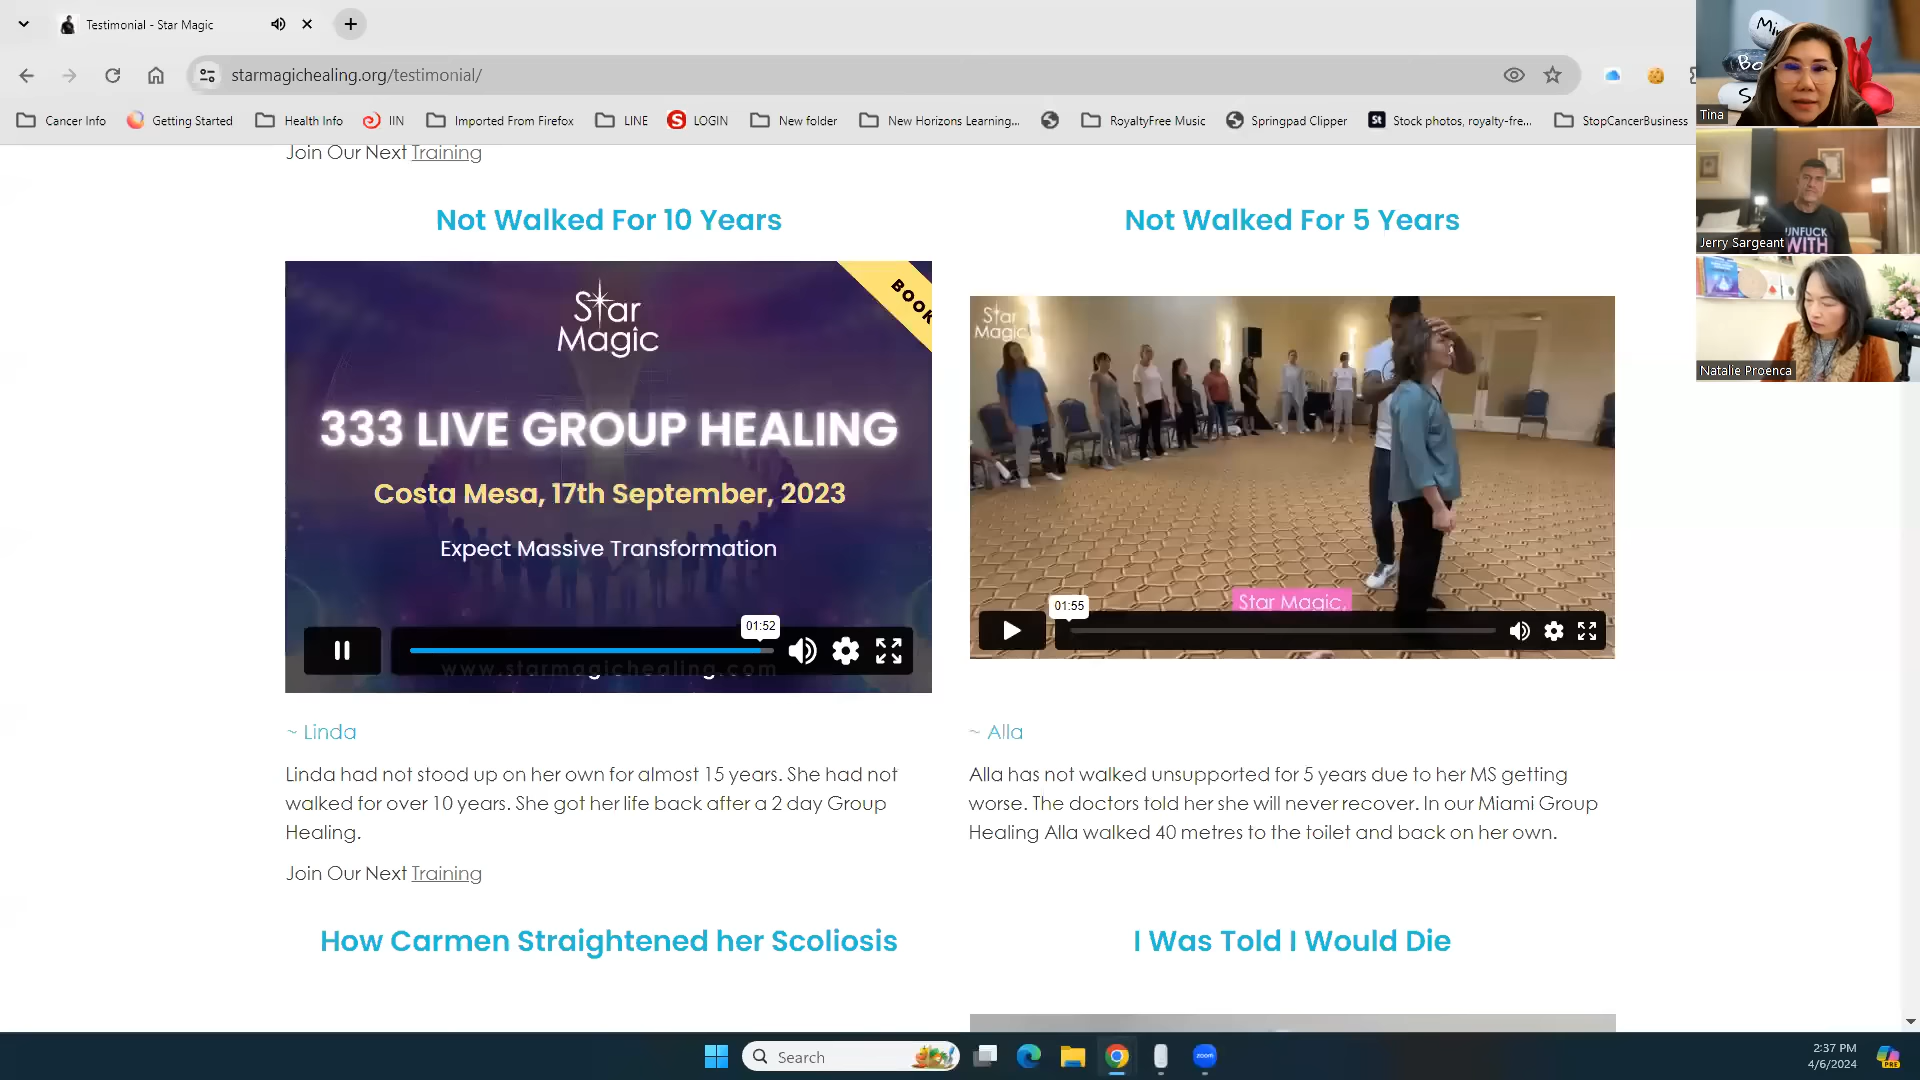 Testimonial - Star Magic
starmagichealing.org/testimonial/
Cancer Info
Getting Started
Health Info
IIN
Imported From Firefox
LINE
LOGIN
New folder
New Horizons Learning...
RoyaltyFree Music
Springpad Clipper
St
Stock photos, royalty-fre...
StopCancerBusiness
Join Our Next Training
Not Walked For 10 Years
Not Walked For 5 Years
Star
Magic
BOOK
333 LIVE GROUP HEALING
Costa Mesa, 17th September, 2023
Expect Massive Transformation
01:52
www.starmagichealing.com
Star
Magic
Star Magic,
01:55
~ Linda
Linda had not stood up on her own for almost 15 years. She had not
walked for over 10 years. She got her life back after a 2 day Group
Healing.
Join Our Next Training
~ Alla
Alla has not walked unsupported for 5 years due to her MS getting
worse. The doctors told her she will never recover. In our Miami Group
Healing Alla walked 40 metres to the toilet and back on her own.
How Carmen Straightened her Scoliosis
I Was Told I Would Die
Tina
UNFUCK
WITH
Jerry Sargeant
Natalie Proenca
Search
zoom
2:37 PM
4/6/2024
PRE